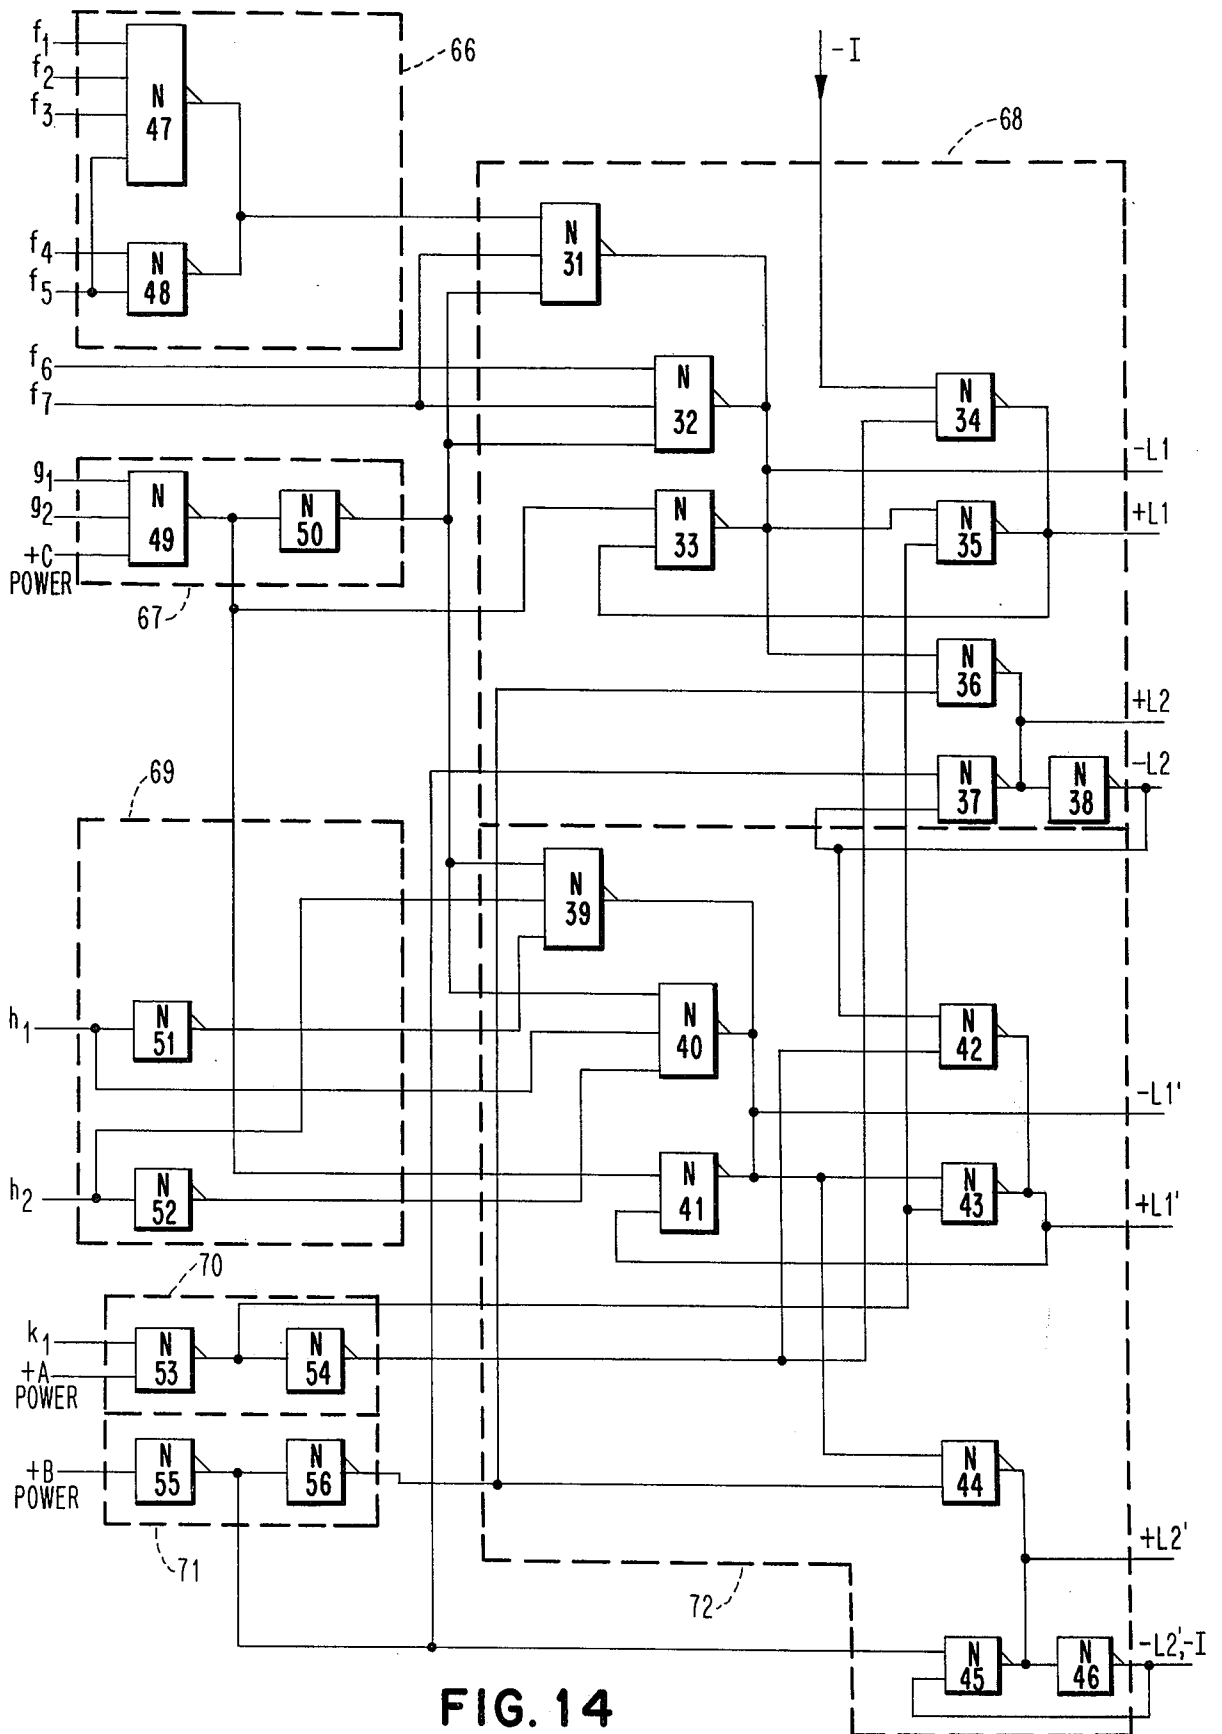 f1
f2
f3
N
47
66
-I
68
f4
f5
N
48
N
31
f6
f7
N
32
N
34
-L1
g1
g2
+C
POWER
N
49
N
50
67
N
33
N
35
+L1
N
36
+L2
-L2
N
37
N
38
69
N
39
h1
N
51
N
40
N
42
-L1'
h2
N
52
N
41
N
43
+L1'
70
k1
+A
POWER
N
53
N
54
+B
POWER
N
55
N
56
71
N
44
+L2'
72
N
45
N
46
-L2',-I
FIG. 14